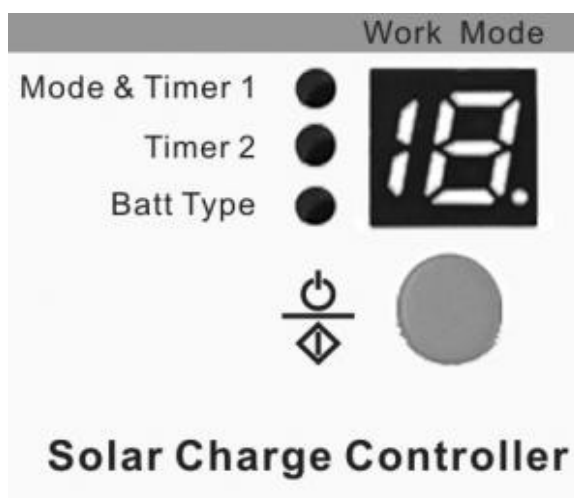 Work Mode
Mode & Timer 1
18.
Timer 2
Batt Type
Solar Charge Controller